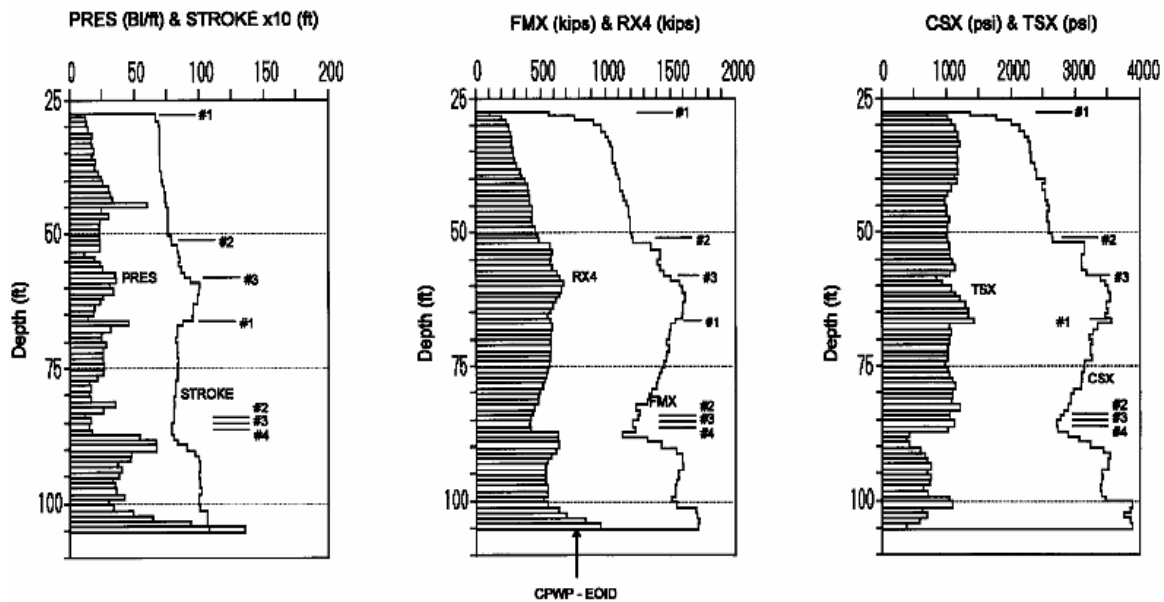 PRES (Bl/ft) & STROKE x10 (ft)
0 50 100 150 200
25
50
75
100
Depth (ft)
#1
#2
PRES
#3
#1
STROKE
#2
#3
#4
FMX (kips) & RX4 (kips)
0 500 1000 1500 2000
25
50
75
100
Depth (ft)
#1
#2
RX4
#3
#1
FMX
#2
#3
#4
CPWP - EOID
CSX (psi) & TSX (psi)
0 1000 2000 3000 4000
25
50
75
100
Depth (ft)
#1
#2
#3
TSX
#1
CSX
#2
#3
#4